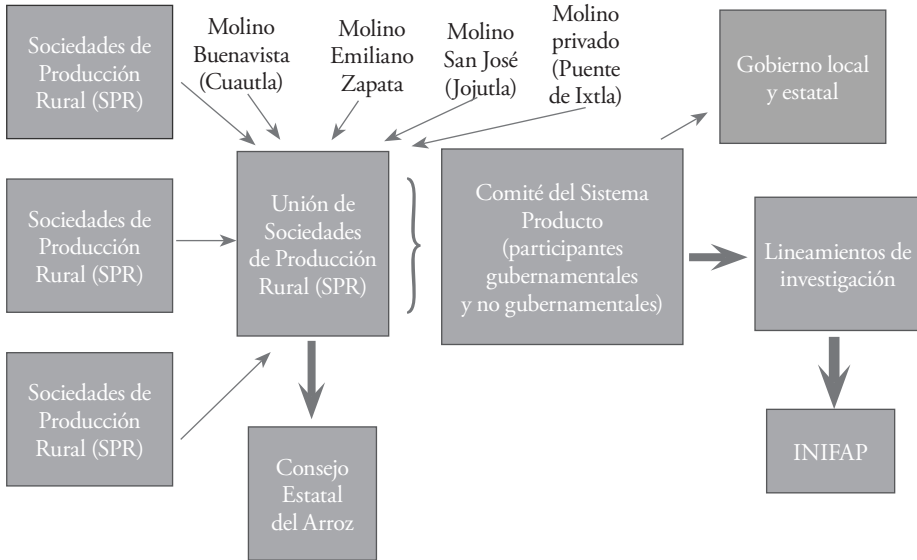 Sociedades de
Producción
Rural (SPR)
Molino
Buenavista
(Cuautla)
Molino
Emiliano
Zapata
Molino
San José
(Jojutla)
Molino
privado
(Puente
de Ixtla)
Gobierno local
y estatal
Sociedades de
Producción
Rural (SPR)
Unión de
Sociedades
de Producción
Rural (SPR)
Comité del Sistema
Producto
(participantes
gubernamentales
y no gubernamentales)
Lineamientos de
investigación
Sociedades de
Producción
Rural (SPR)
Consejo
Estatal
del Arroz
INIFAP